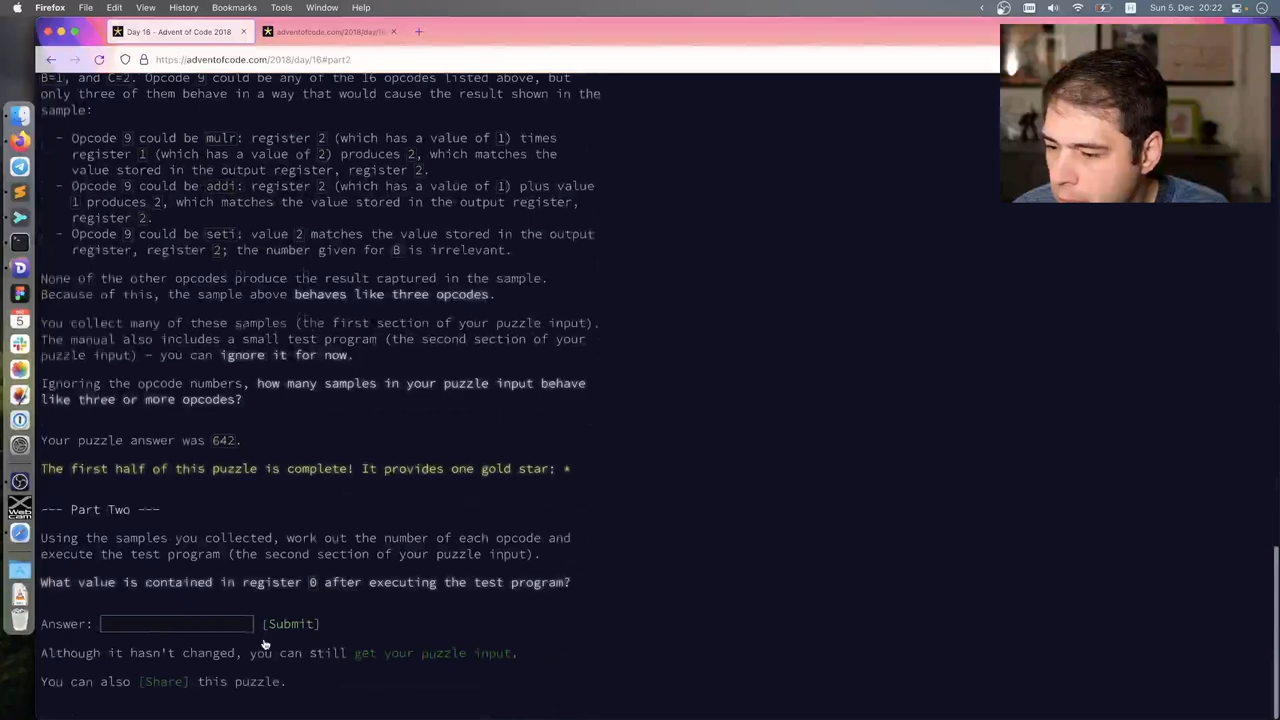 Firefox File Edit View History Bookmarks Tools Window Help Sun 5. Dec 20:22
Day 16 - Advent of Code 2018 adventofcode.com/2018/day/16
https://adventofcode.com/2018/day/16#part2
B=1, and C=2. Opcode 9 could be any of the 16 opcodes listed above, but
only three of them behave in a way that would cause the result shown in the
sample:
- Opcode 9 could be mulr: register 2 (which has a value of 1) times
register 1 (which has a value of 2) produces 2, which matches the
value stored in the output register, register 2.
- Opcode 9 could be addi: register 2 (which has a value of 1) plus value
1 produces 2, which matches the value stored in the output register,
register 2.
- Opcode 9 could be seti: value 2 matches the value stored in the output
register, register 2; the number given for B is irrelevant.
None of the other opcodes produce the result captured in the sample.
Because of this, the sample above behaves like three opcodes.
You collect many of these samples (the first section of your puzzle input).
The manual also includes a small test program (the second section of your
puzzle input) - you can ignore it for now.
Ignoring the opcode numbers, how many samples in your puzzle input behave
like three or more opcodes?
Your puzzle answer was 642.
The first half of this puzzle is complete! It provides one gold star: *
--- Part Two ---
Using the samples you collected, work out the number of each opcode and
execute the test program (the second section of your puzzle input).
What value is contained in register 0 after executing the test program?
Answer: [Submit]
Although it hasn't changed, you can still get your puzzle input.
You can also [Share] this puzzle.